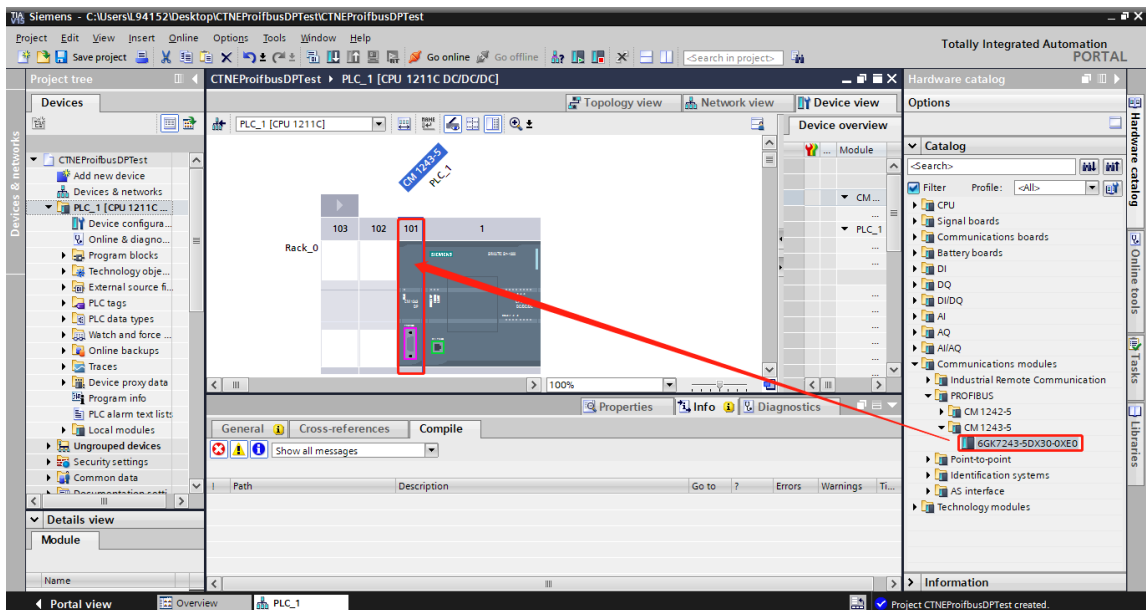 Siemens - C:\Users\L94152\Desktop\CTNEProifbusDPTest\CTNEProifbusDPTest
Project Edit View Insert Online Options Tools Window Help
Totally Integrated Automation
PORTAL
Save project
Go online
Go offline
<Search in project>
Project tree
CTNEProifbusDPTest ▸ PLC_1 [CPU 1211C DC/DC/DC]
Hardware catalog
Devices
Topology view
Network view
Device view
Options
PLC_1 [CPU 1211C]
Device overview
... Module
Catalog
<Search>
Filter Profile: <All>
Devices & networks
CTNEProifbusDPTest
Add new device
Devices & networks
PLC_1 [CPU 1211C ...
Device configura...
Online & diagno...
Program blocks
Technology obje...
External source fi...
PLC tags
PLC data types
Watch and force ...
Online backups
Traces
Device proxy data
Program info
PLC alarm text lists
Local modules
Ungrouped devices
Security settings
Common data
Documentation setti...
Details view
Module
Name
CM 1243-5
PLC_1
103 102 101 1
Rack_0
SIEMENS
CM ...
...
PLC_1
...
...
...
...
...
...
...
100%
Properties
Info
Diagnostics
General
Cross-references
Compile
Show all messages
! Path Description Go to ? Errors Warnings Ti...
CPU
Signal boards
Communications boards
Battery boards
DI
DQ
DI/DQ
AI
AQ
AI/AQ
Communications modules
Industrial Remote Communication
PROFIBUS
CM 1242-5
CM 1243-5
6GK7243-5DX30-0XE0
Point-to-point
Identification systems
AS interface
Technology modules
Information
Hardware catalog
Online tools
Tasks
Libraries
Portal view
Overview
PLC_1
Project CTNEProifbusDPTest created.